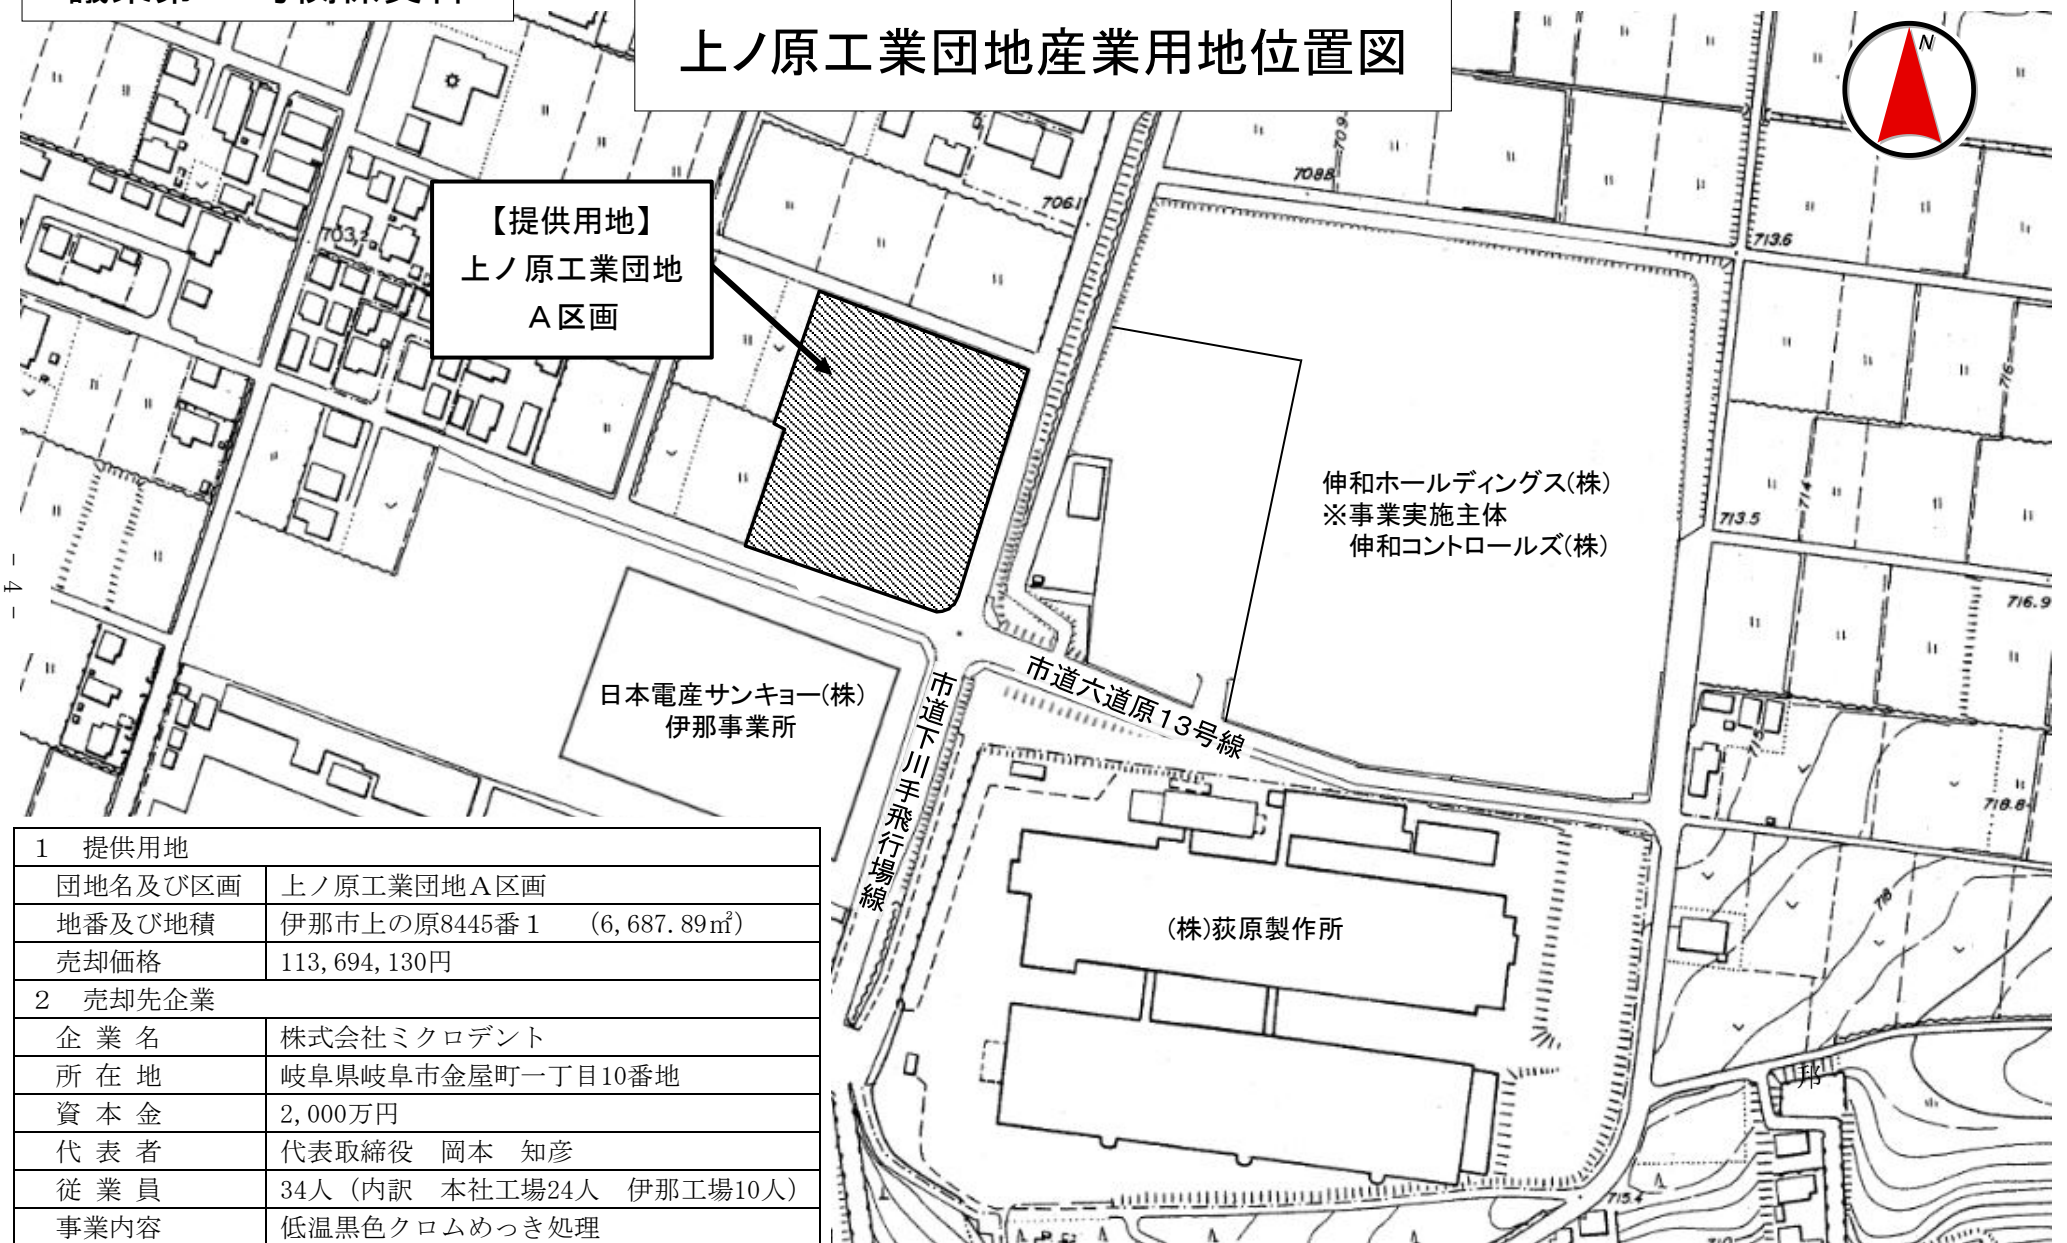 上ノ原工業団地産業用地位置図
N
【提供用地】
上ノ原工業団地
A区画
703.2
706.1
708.8
709
713.6
716
714
713.5
716.9
718.8
718
715.4
伸和ホールディングス(株)
※事業実施主体
伸和コントロールズ(株)
日本電産サンキョー(株)
伊那事業所
市道六道原13号線
市道下川手飛行場線
(株)荻原製作所
邦
- 4 -
1 提供用地
団地名及び区画 上ノ原工業団地A区画
地番及び地積 伊那市上の原8445番1 (6,687.89㎡)
売却価格 113,694,130円
2 売却先企業
企業名 株式会社ミクロデント
所在地 岐阜県岐阜市金屋町一丁目10番地
資本金 2,000万円
代表者 代表取締役 岡本 知彦
従業員 34人 (内訳 本社工場24人 伊那工場10人)
事業内容 低温黒色クロムめっき処理